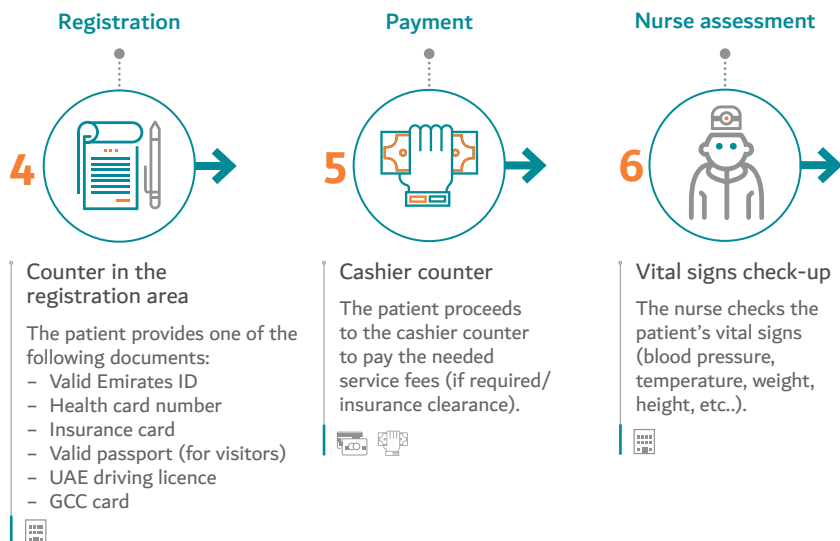 Registration
4
Counter in the
registration area
The patient provides one of the
following documents:
– Valid Emirates ID
– Health card number
– Insurance card
– Valid passport (for visitors)
– UAE driving licence
– GCC card
Payment
5
Cashier counter
The patient proceeds
to the cashier counter
to pay the needed
service fees (if required/
insurance clearance).
Nurse assessment
6
Vital signs check-up
The nurse checks the
patient’s vital signs
(blood pressure,
temperature, weight,
height, etc..).